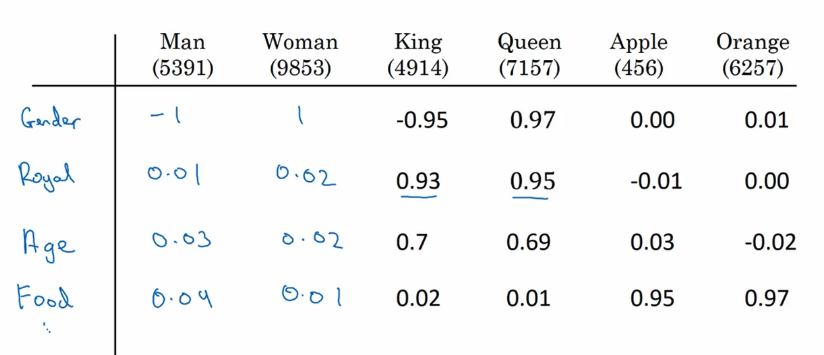 Man Woman King Queen Apple Orange
(5391) (9853) (4914) (7157) (456) (6257)
Gender -1 1 -0.95 0.97 0.00 0.01
Royal 0.01 0.02 0.93 0.95 -0.01 0.00
Age 0.03 0.02 0.7 0.69 0.03 -0.02
Food 0.04 0.01 0.02 0.01 0.95 0.97